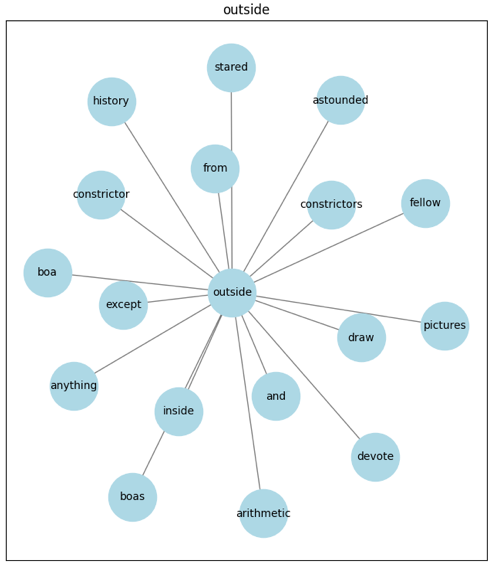 outside
stared
history
astounded
from
constrictor
constrictors
fellow
boa
outside
except
pictures
draw
anything
and
inside
devote
boas
arithmetic